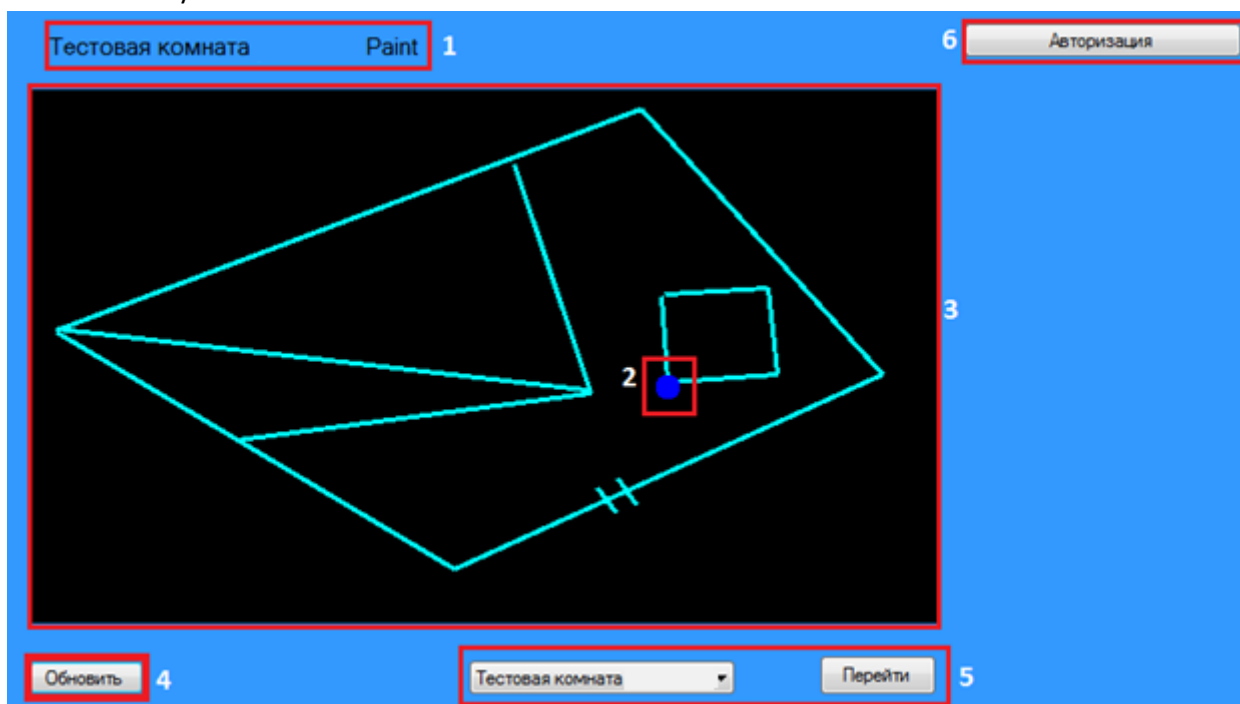 Тестовая комната Paint 1
6 Авторизация
3
2
Обновить 4
Тестовая комната Перейти 5